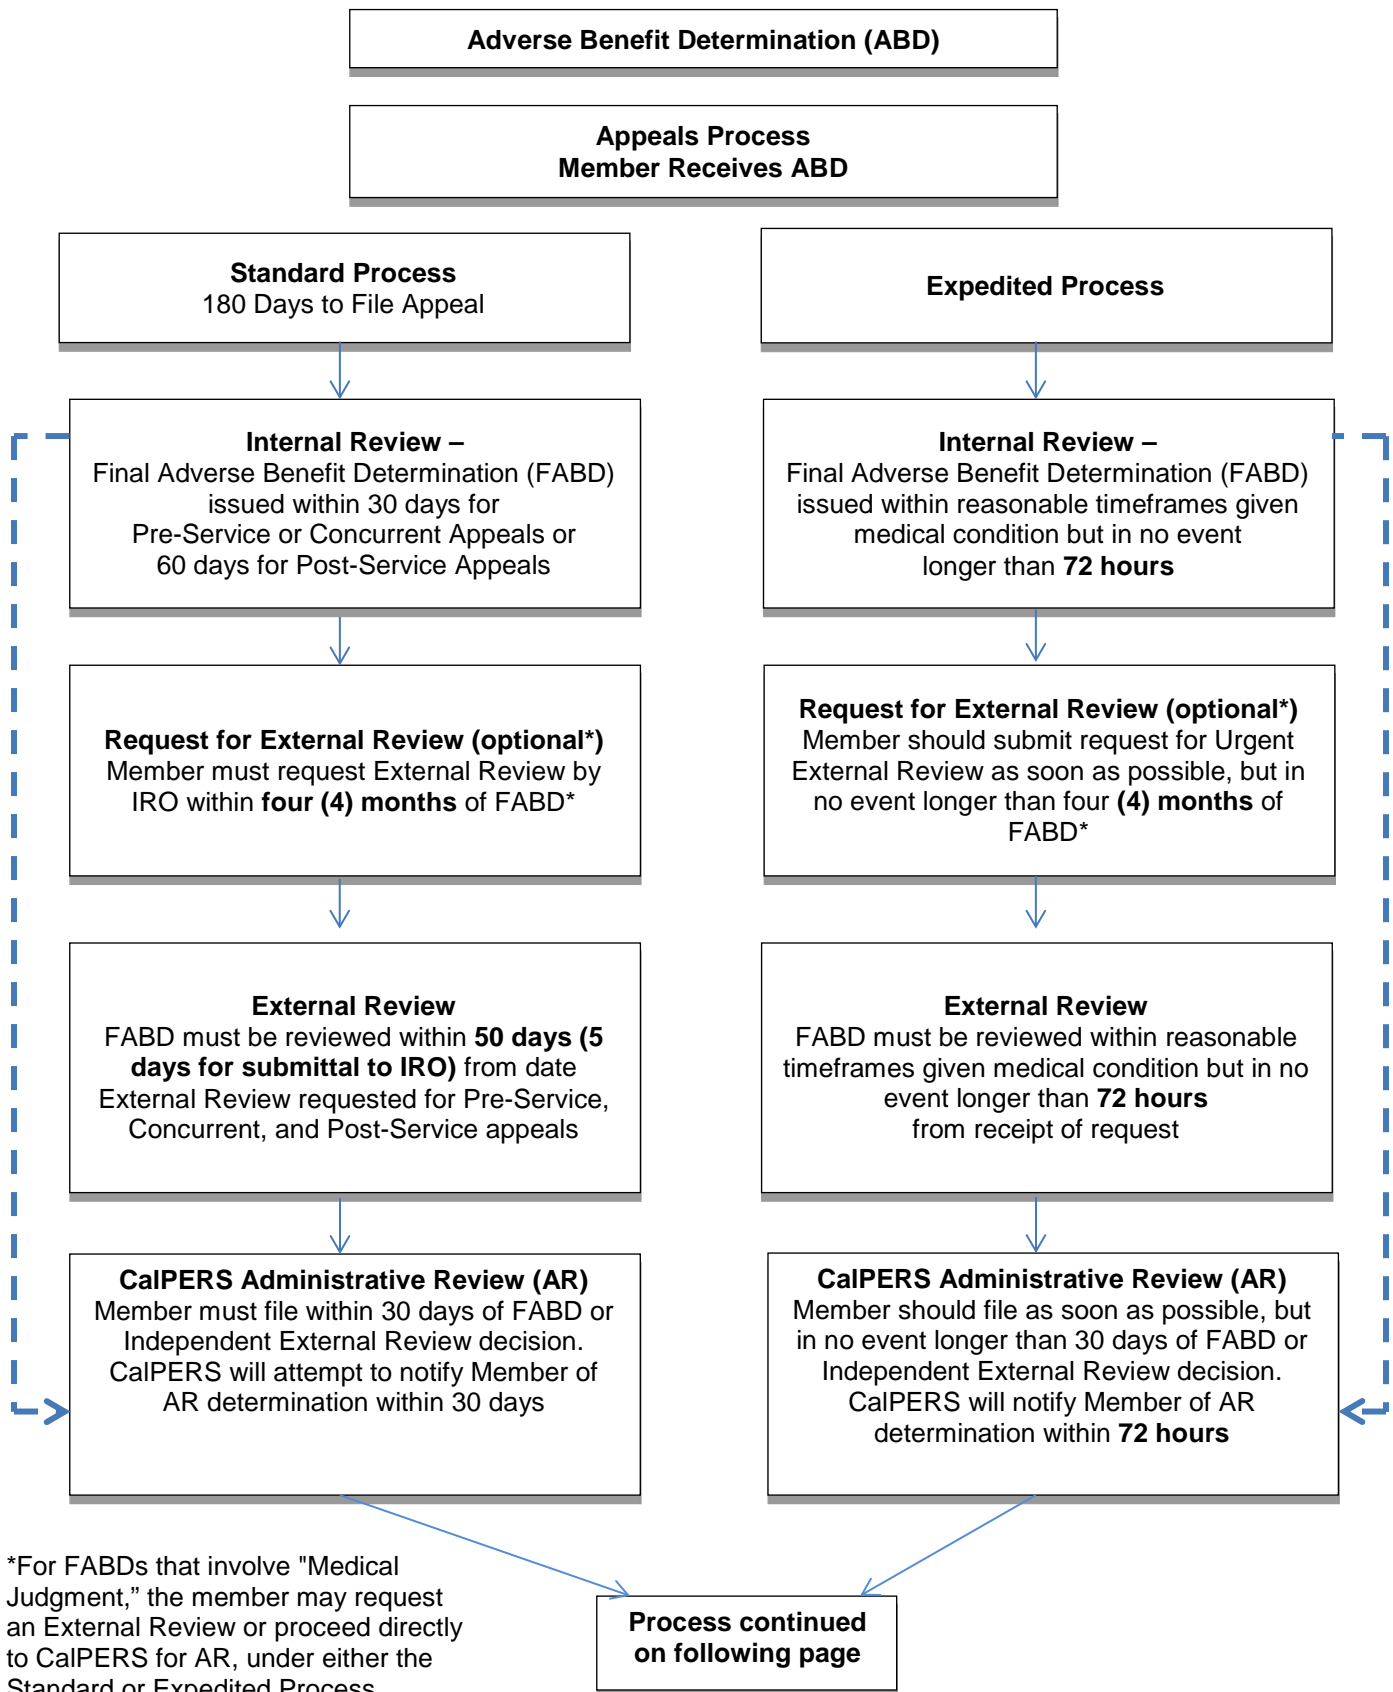 Adverse Benefit Determination (ABD)
Appeals Process
Member Receives ABD
Standard Process
180 Days to File Appeal
Expedited Process
Internal Review –
Final Adverse Benefit Determination (FABD)
issued within 30 days for
Pre-Service or Concurrent Appeals or
60 days for Post-Service Appeals
Internal Review –
Final Adverse Benefit Determination (FABD)
issued within reasonable timeframes given
medical condition but in no event
longer than 72 hours
Request for External Review (optional*)
Member must request External Review by
IRO within four (4) months of FABD*
Request for External Review (optional*)
Member should submit request for Urgent
External Review as soon as possible, but in
no event longer than four (4) months of
FABD*
External Review
FABD must be reviewed within 50 days (5
days for submittal to IRO) from date
External Review requested for Pre-Service,
Concurrent, and Post-Service appeals
External Review
FABD must be reviewed within reasonable
timeframes given medical condition but in no
event longer than 72 hours
from receipt of request
CalPERS Administrative Review (AR)
Member must file within 30 days of FABD or
Independent External Review decision.
CalPERS will attempt to notify Member of
AR determination within 30 days
CalPERS Administrative Review (AR)
Member should file as soon as possible, but
in no event longer than 30 days of FABD or
Independent External Review decision.
CalPERS will notify Member of AR
determination within 72 hours
*For FABDs that involve "Medical
Judgment,” the member may request
an External Review or proceed directly
to CalPERS for AR, under either the
Standard or Expedited Process
Process continued
on following page